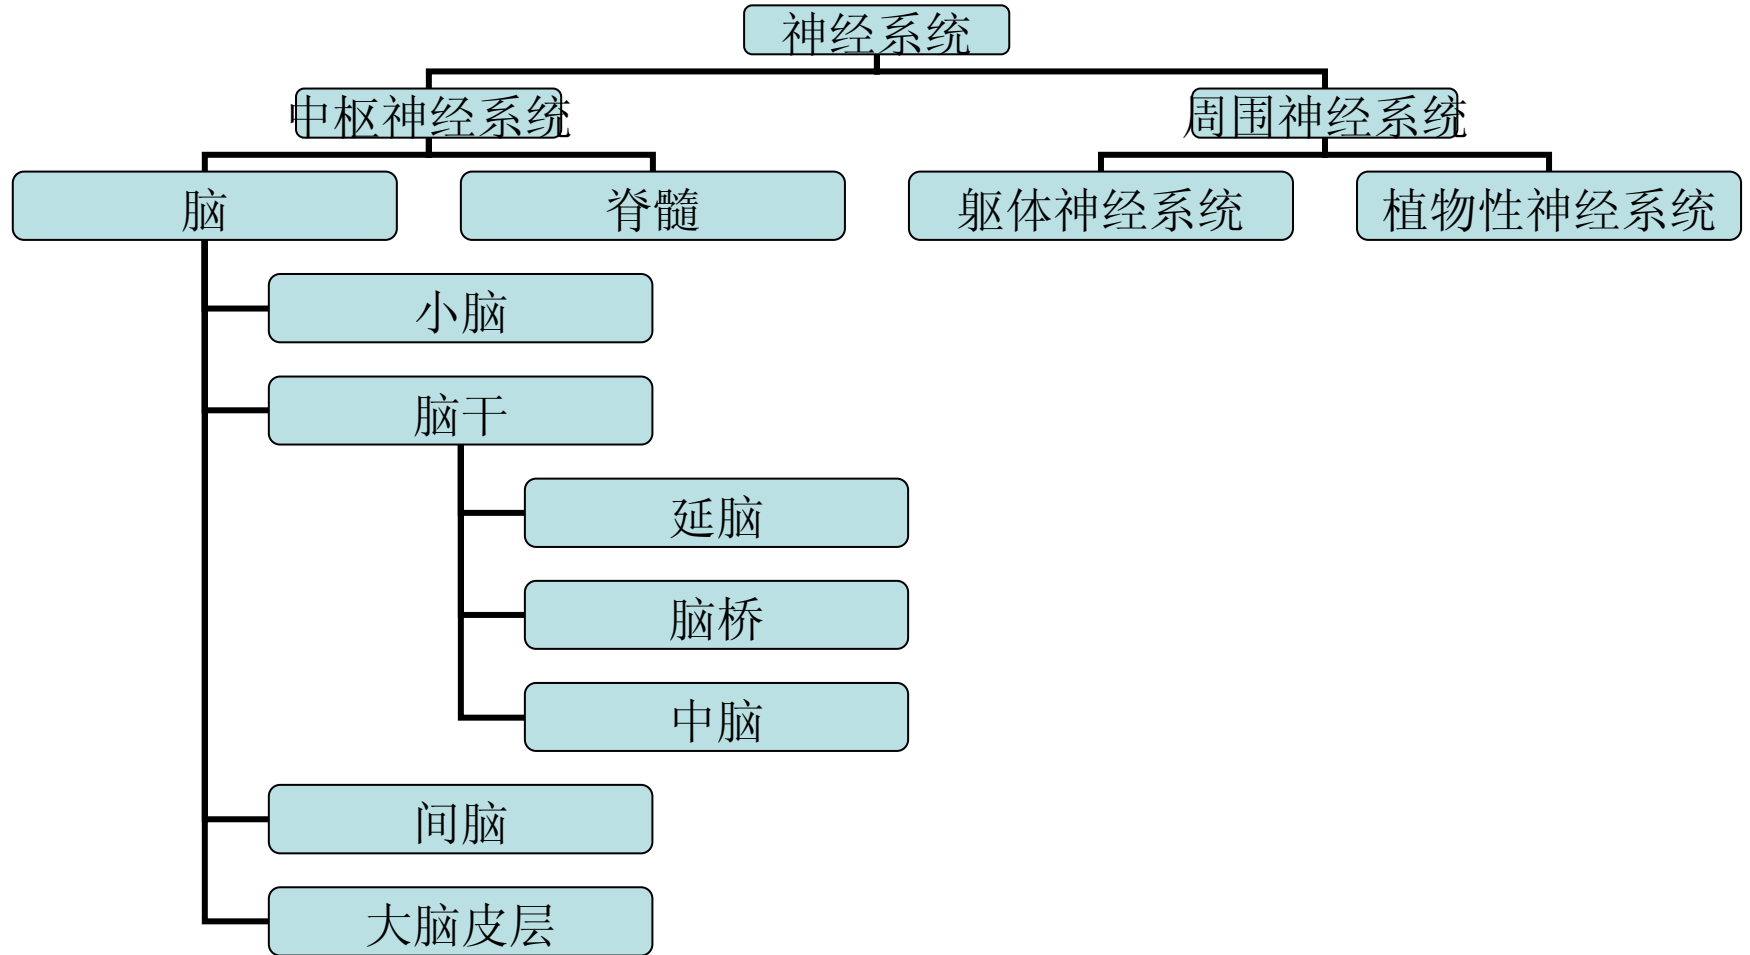 神经系统
中枢神经系统
周围神经系统
脑
脊髓
躯体神经系统
植物性神经系统
小脑
脑干
延脑
脑桥
中脑
间脑
大脑皮层